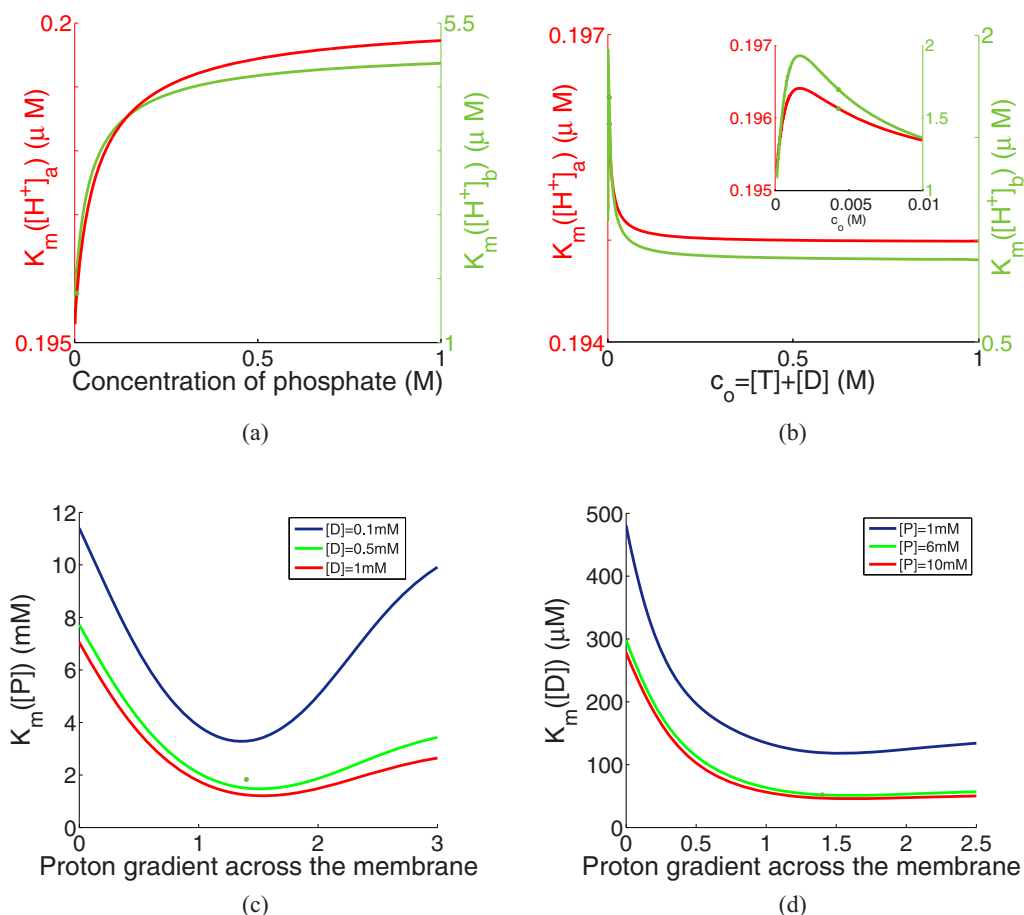 0.2
5.5
K_m([H^+]_a) (μ M)
K_m([H^+]_b) (μ M)
0.195
1
0
0.5
1
Concentration of phosphate (M)
(a)
0.197
2
K_m([H^+]_a) (μ M)
K_m([H^+]_b) (μ M)
0.197
2
0.196
1.5
0.195
1
0
0.005
0.01
c_o (M)
0.194
0.5
0
0.5
1
c_o=[T]+[D] (M)
(b)
12
10
8
6
4
2
0
K_m([P]) (mM)
[D]=0.1mM
[D]=0.5mM
[D]=1mM
0
1
2
3
Proton gradient across the membrane
(c)
500
400
300
200
100
0
K_m([D]) (μM)
[P]=1mM
[P]=6mM
[P]=10mM
0
0.5
1
1.5
2
2.5
Proton gradient across the membrane
(d)